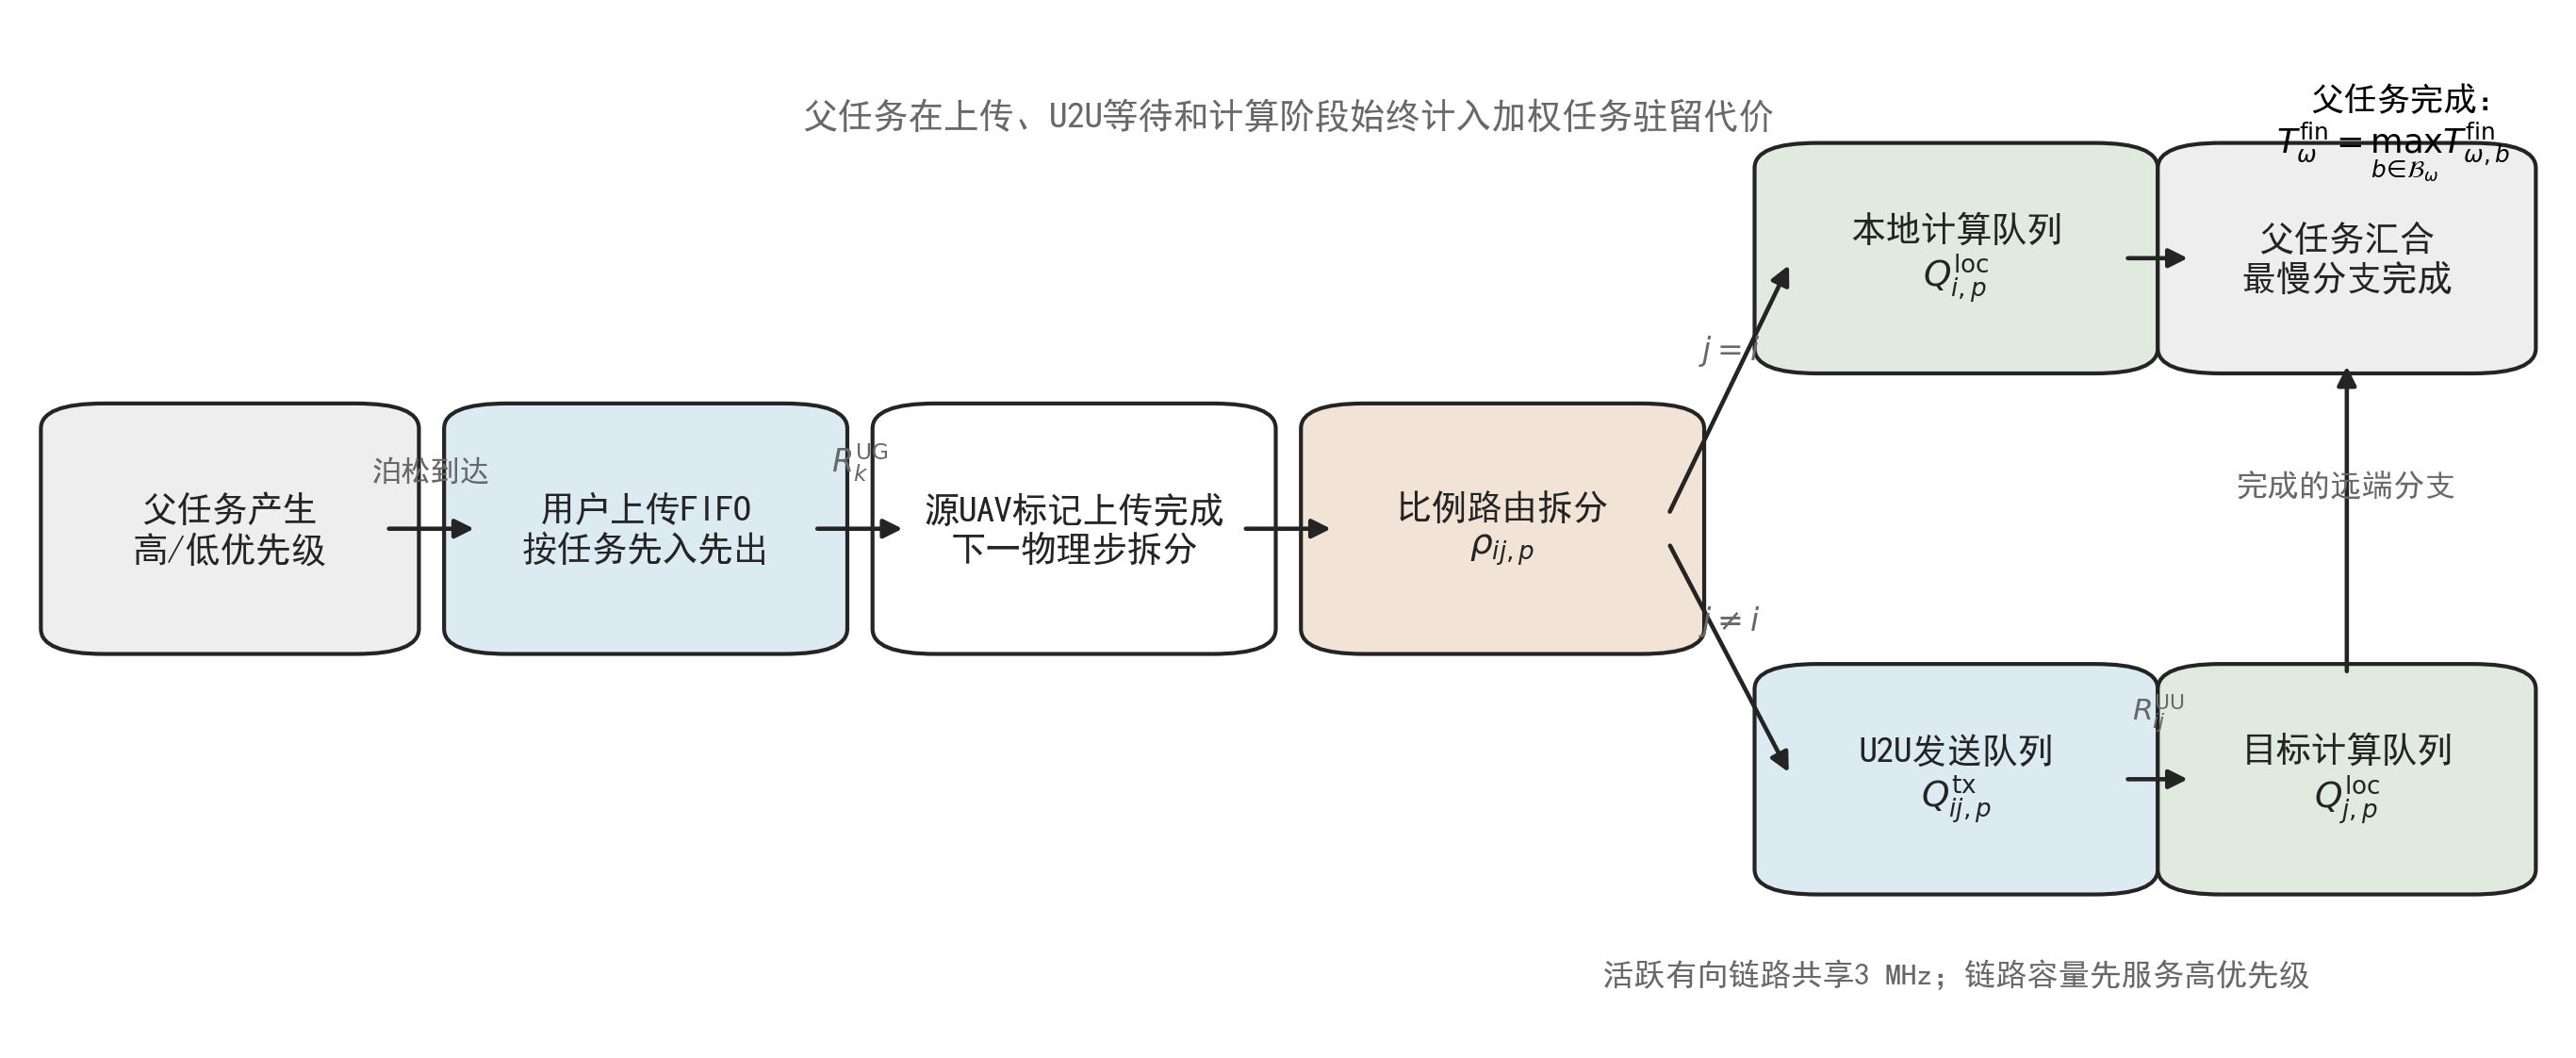 父任务在上传、U2U等待和计算阶段始终计入加权任务驻留代价
父任务完成：
T_ω^fin = max_{b∈ℬ_ω} T_{ω,b}^fin
父任务产生
高/低优先级
泊松到达
用户上传FIFO
按任务先入先出
R_k^UG
源UAV标记上传完成
下一物理步拆分
比例路由拆分
ρ_{ij,p}
j = i
本地计算队列
Q_{i,p}^loc
父任务汇合
最慢分支完成
j ≠ i
U2U发送队列
Q_{ij,p}^tx
R_{ij}^UU
目标计算队列
Q_{j,p}^loc
完成的远端分支
活跃有向链路共享3 MHz；链路容量先服务高优先级